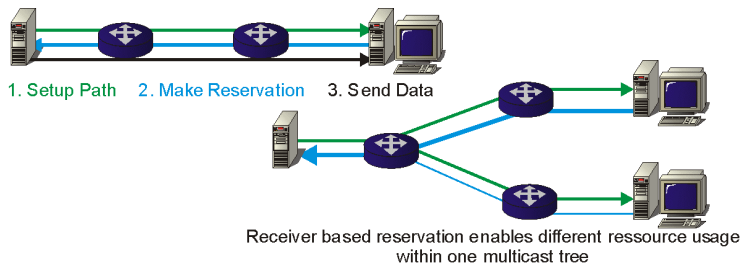 1. Setup Path 2. Make Reservation 3. Send Data
Receiver based reservation enables different ressource usage
within one multicast tree